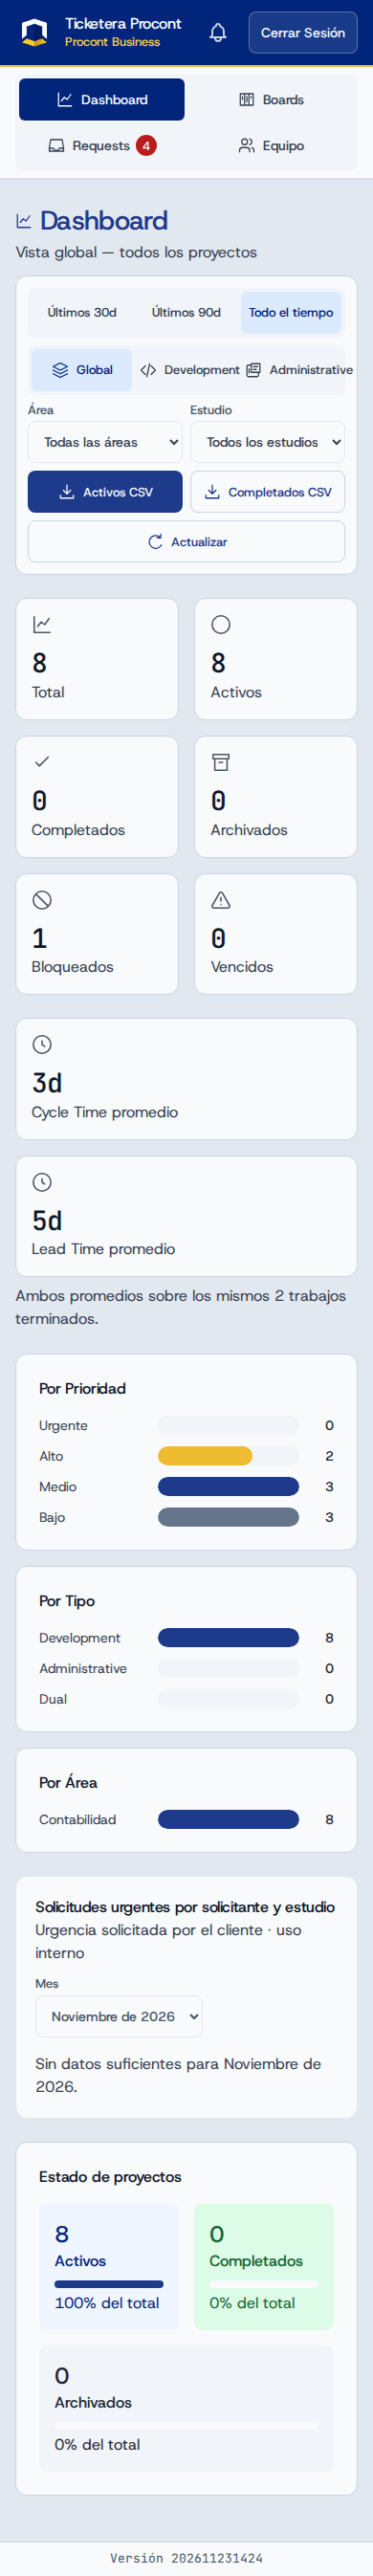 Ticketera Procont
Procont Business
Cerrar Sesión
Dashboard
Boards
Requests 4
Equipo
Dashboard
Vista global — todos los proyectos
Últimos 30d
Últimos 90d
Todo el tiempo
Global
Development
Administrative
Área
Estudio
Todas las áreas
Todos los estudios
Activos CSV
Completados CSV
Actualizar
8
Total
8
Activos
0
Completados
0
Archivados
1
Bloqueados
0
Vencidos
3d
Cycle Time promedio
5d
Lead Time promedio
Ambos promedios sobre los mismos 2 trabajos
terminados.
Por Prioridad
Urgente 0
Alto 2
Medio 3
Bajo 3
Por Tipo
Development 8
Administrative 0
Dual 0
Por Área
Contabilidad 8
Solicitudes urgentes por solicitante y estudio
Urgencia solicitada por el cliente · uso
interno
Mes
Noviembre de 2026
Sin datos suficientes para Noviembre de
2026.
Estado de proyectos
8
Activos
100% del total
0
Completados
0% del total
0
Archivados
0% del total
Versión 202611231424